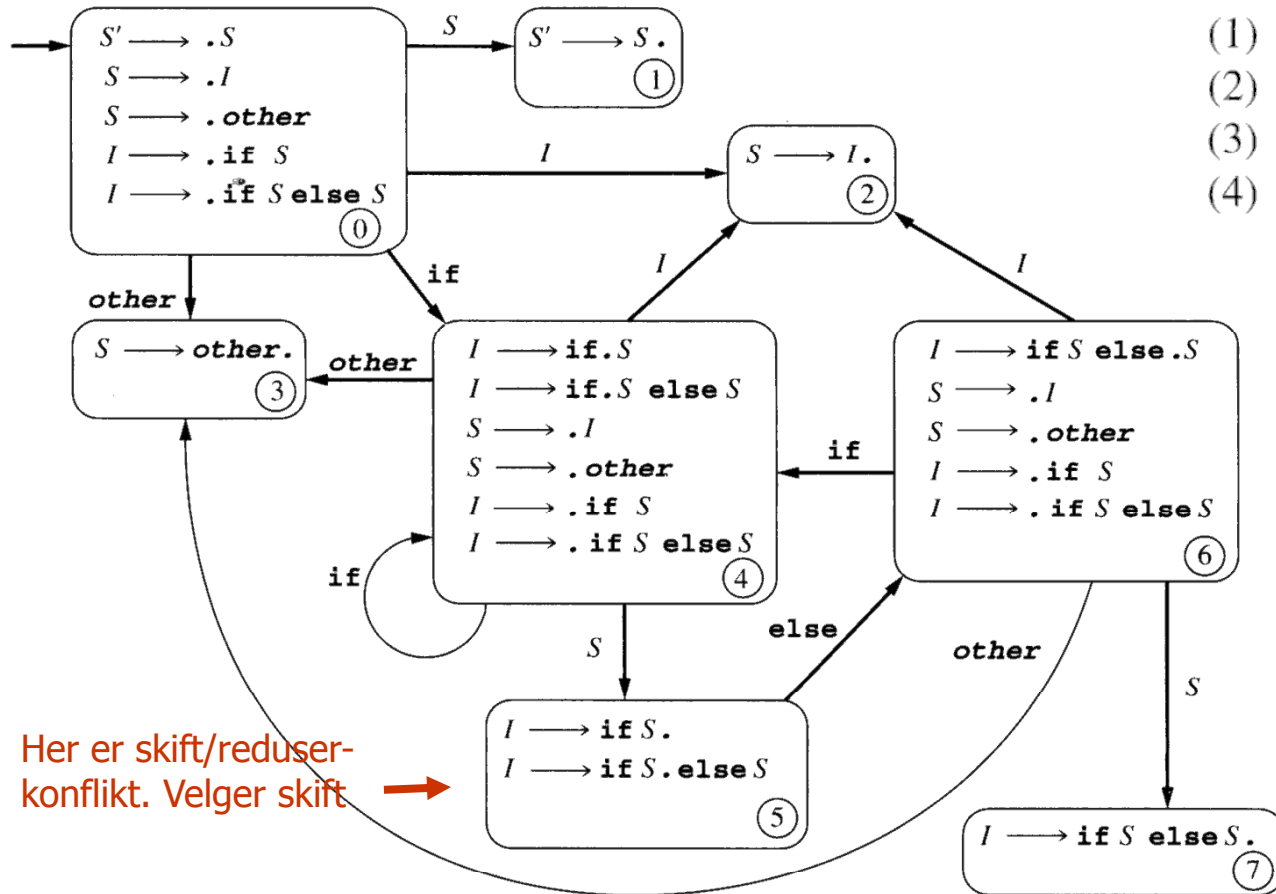 S' ⟶ .S
S ⟶ .I
S ⟶ .other
I ⟶ .if S
I ⟶ .if S else S
0
S
S' ⟶ S.
1
(1)
(2)
(3)
(4)
I
S ⟶ I.
2
other
if
I
I
S ⟶ other.
3
other
I ⟶ if.S
I ⟶ if.S else S
S ⟶ .I
S ⟶ .other
I ⟶ .if S
I ⟶ .if S else S
4
if
I ⟶ if S else.S
S ⟶ .I
S ⟶ .other
I ⟶ .if S
I ⟶ .if S else S
6
if
S
else
other
S
Her er skift/reduser-
konflikt. Velger skift
I ⟶ if S.
I ⟶ if S.else S
5
I ⟶ if S else S.
7